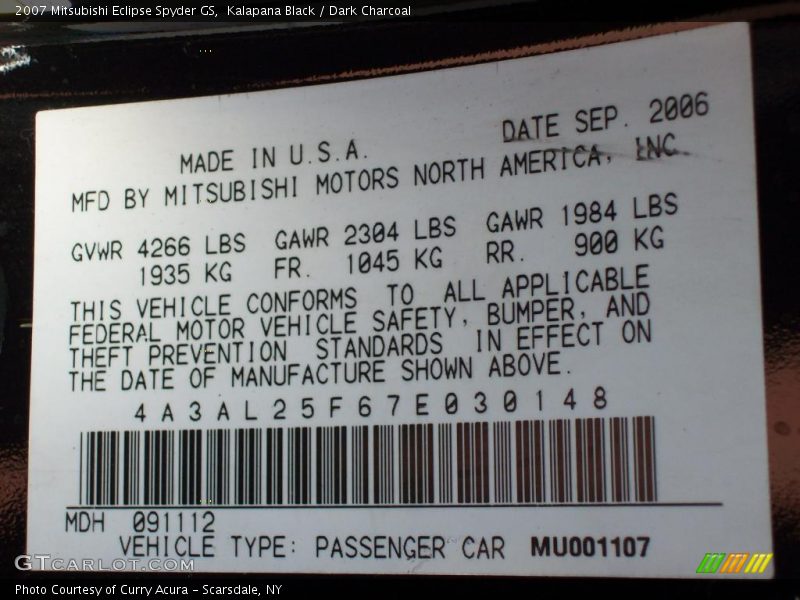 2007 Mitsubishi Eclipse Spyder GS, Kalapana Black / Dark Charcoal
MADE IN U.S.A. DATE SEP. 2006
MFD BY MITSUBISHI MOTORS NORTH AMERICA, INC.
GVWR 4266 LBS GAWR 2304 LBS GAWR 1984 LBS
1935 KG FR. 1045 KG RR. 900 KG
THIS VEHICLE CONFORMS TO ALL APPLICABLE
FEDERAL MOTOR VEHICLE SAFETY, BUMPER, AND
THEFT PREVENTION STANDARDS IN EFFECT ON
THE DATE OF MANUFACTURE SHOWN ABOVE.
4A3AL25F67E030148
MDH 091112
VEHICLE TYPE: PASSENGER CAR MU001107
GTCarLot.com
Photo Courtesy of Curry Acura – Scarsdale, NY